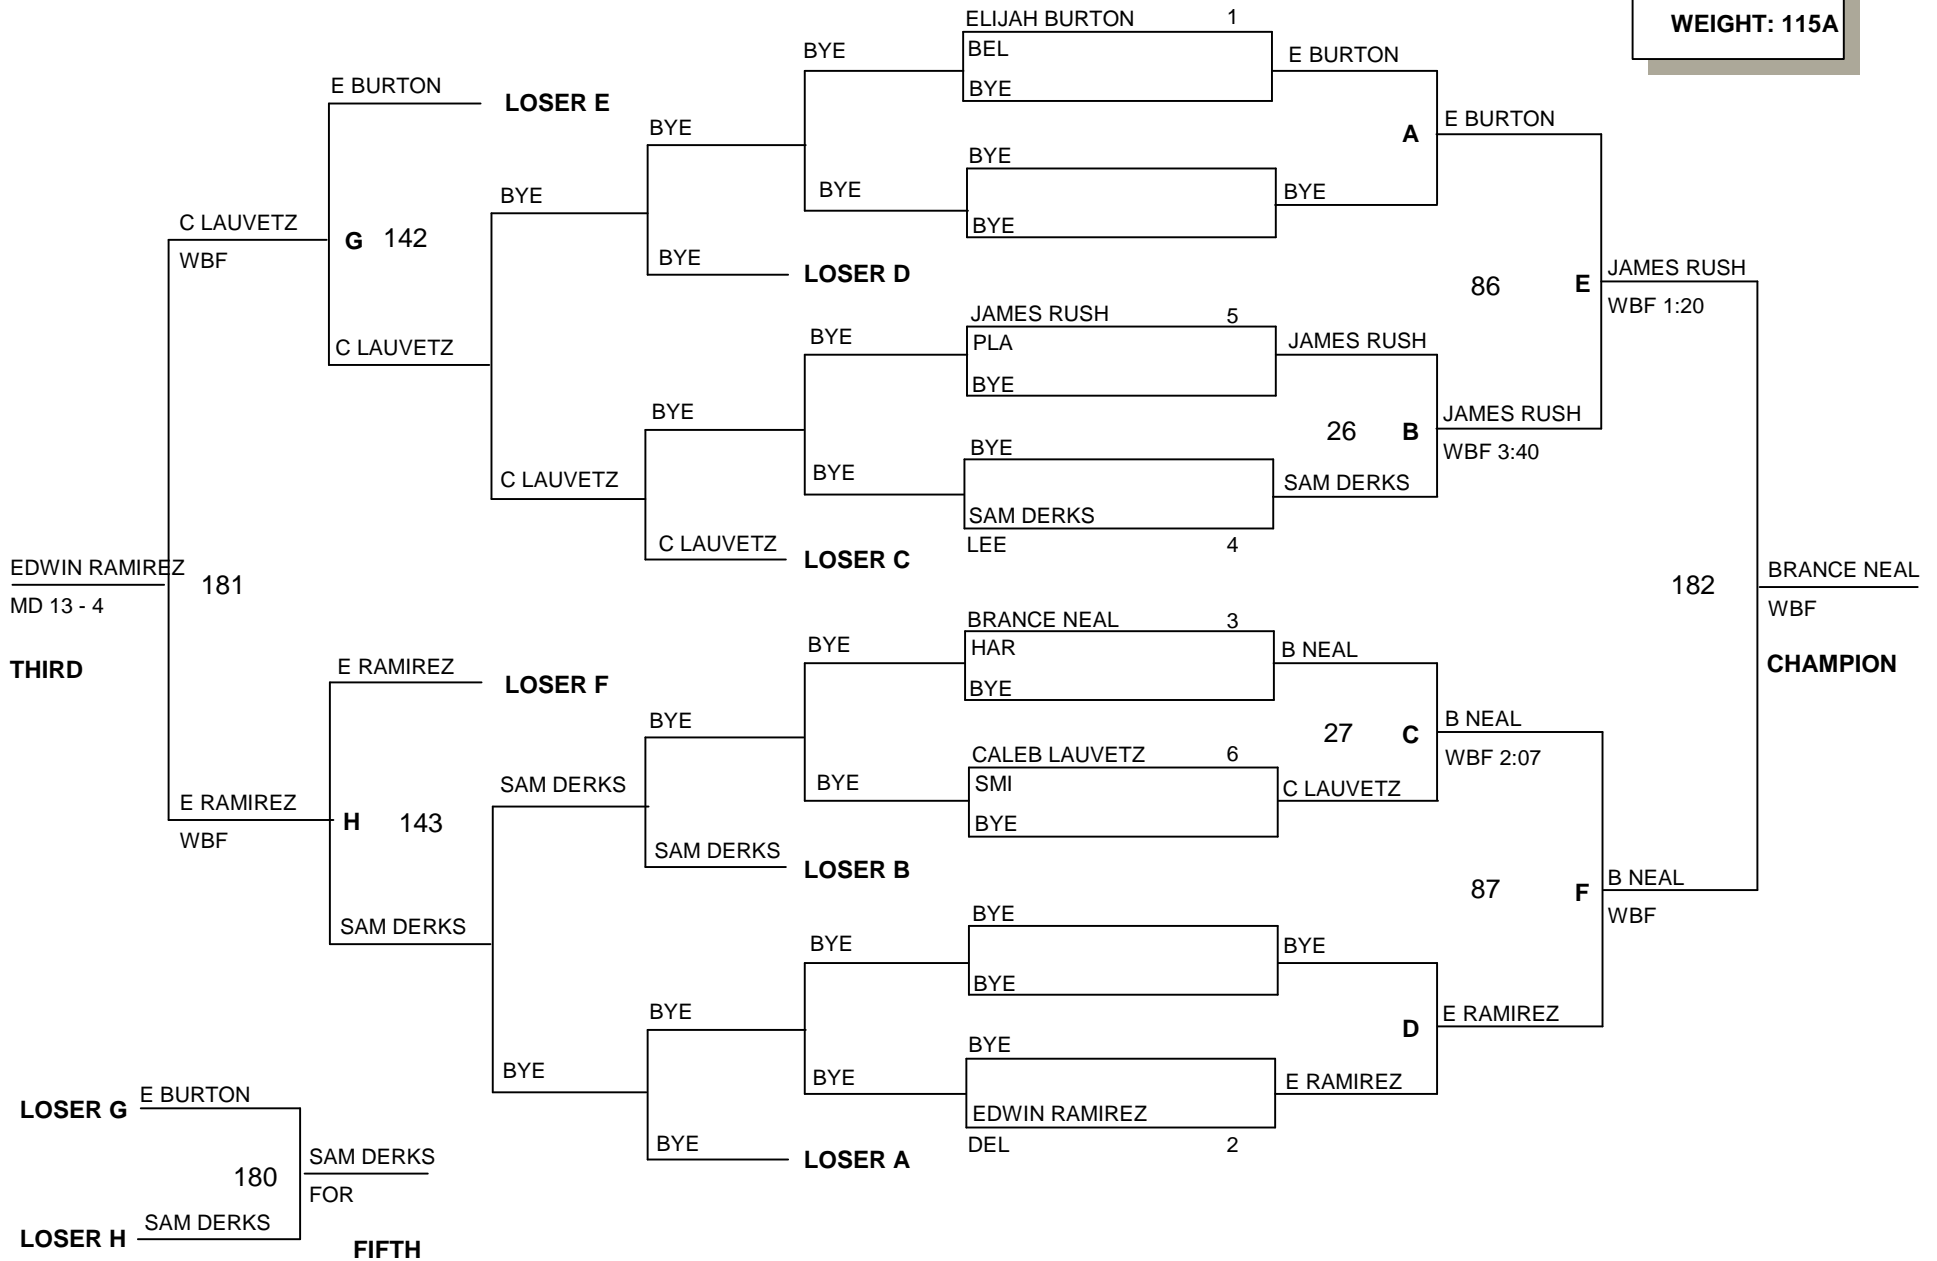 WEIGHT: 115A
ELIJAH BURTON 1
BYE
BEL
E BURTON
E BURTON
BYE
LOSER E
E BURTON
BYE
A
BYE
BYE
BYE
BYE
C LAUVETZ
BYE
G 142
WBF
BYE
LOSER D
JAMES RUSH
86 E
WBF 1:20
JAMES RUSH 5
BYE
PLA
JAMES RUSH
C LAUVETZ
BYE
BYE
JAMES RUSH
26 B
BYE
WBF 3:40
BYE
C LAUVETZ
SAM DERKS
SAM DERKS
C LAUVETZ
LEE 4
LOSER C
EDWIN RAMIREZ
181
MD 13 - 4
182
BRANCE NEAL
WBF
BRANCE NEAL 3
BYE
HAR
B NEAL
THIRD
E RAMIREZ
LOSER F
BYE
CHAMPION
BYE
B NEAL
27 C
CALEB LAUVETZ 6
WBF 2:07
SAM DERKS
BYE
SMI
C LAUVETZ
E RAMIREZ
H 143
BYE
WBF
SAM DERKS
LOSER B
B NEAL
87 F
BYE
WBF
SAM DERKS
BYE
BYE
BYE
BYE
E RAMIREZ
D
BYE
BYE
BYE
E RAMIREZ
E BURTON
LOSER G
EDWIN RAMIREZ
BYE
LOSER A
DEL 2
SAM DERKS
180
FOR
SAM DERKS
LOSER H
FIFTH